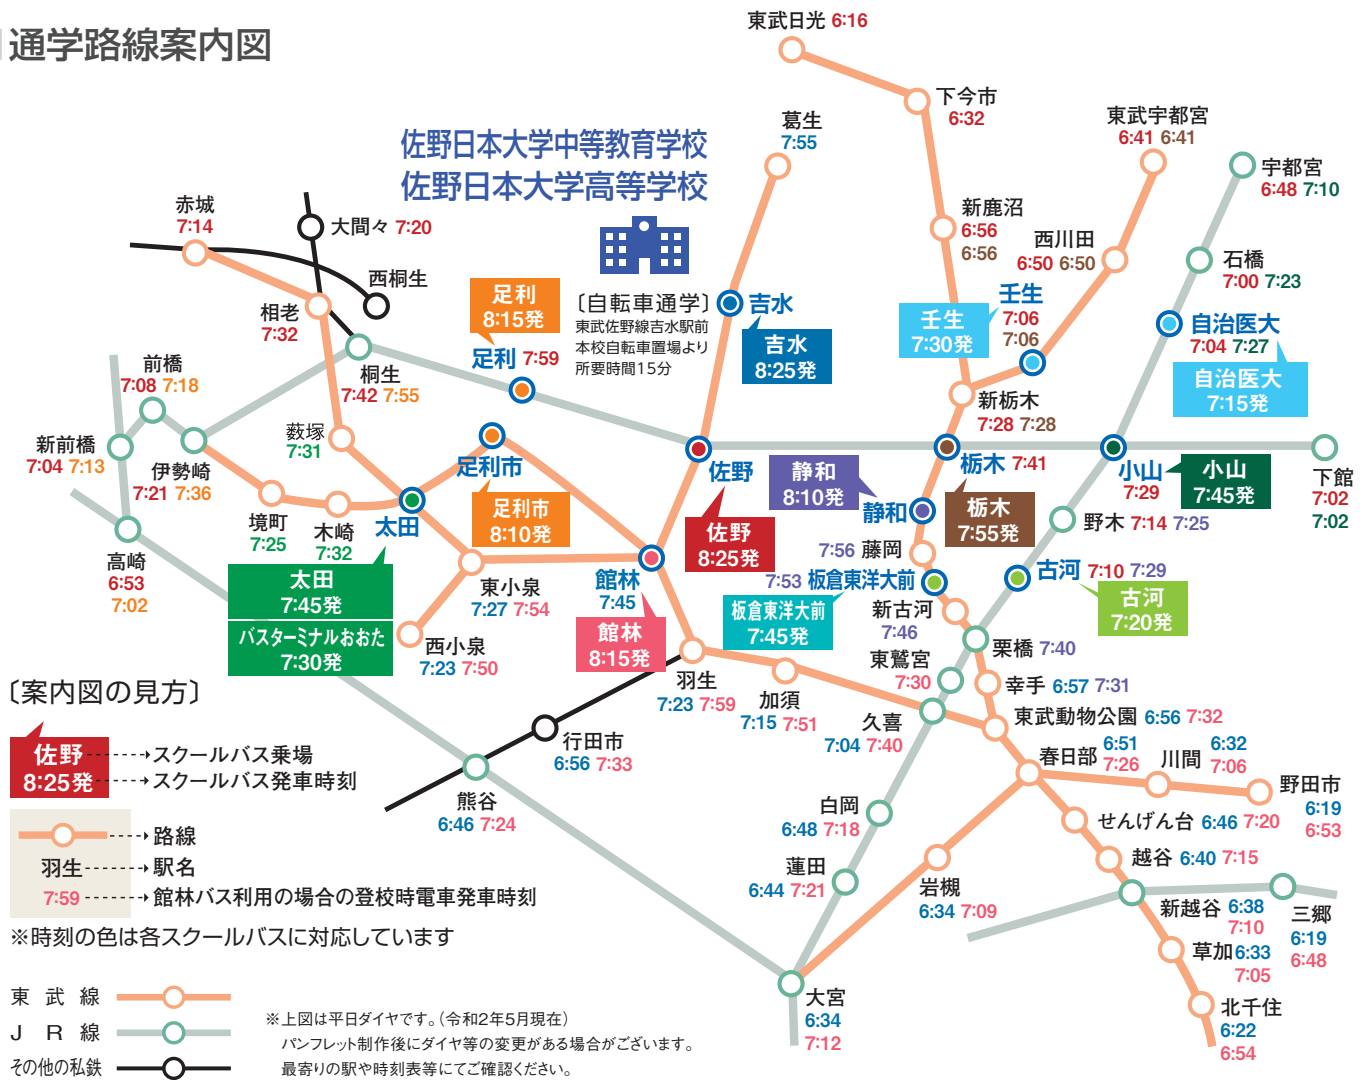 通学路線案内図
佐野日本大学中等教育学校
佐野日本大学高等学校
〔自転車通学〕
東武佐野線吉水駅前
本校自転車置場より
所要時間15分
東武日光 6:16
下今市
6:32
葛生
7:55
東武宇都宮
6:41 6:41
宇都宮
6:48 7:10
赤城
7:14
大間々 7:20
西桐生
新鹿沼
6:56
6:56
西川田
6:50 6:50
石橋
7:00 7:23
相老
7:32
足利
8:15発
足利 7:59
吉水
吉水
8:25発
壬生
7:30発
壬生
7:06
7:06
自治医大
7:04 7:27
自治医大
7:15発
前橋
7:08 7:18
桐生
7:42 7:55
新栃木
7:28 7:28
新前橋
7:04 7:13
伊勢崎
7:21 7:36
藪塚
7:31
足利市
足利市
8:10発
佐野
佐野
8:25発
静和
8:10発
静和
栃木 7:41
栃木
7:55発
小山
7:29
小山
7:45発
下館
7:02
7:02
境町
7:25
木崎
7:32
太田
太田
7:45発
バスターミナルおおた
7:30発
高崎
6:53
7:02
東小泉
7:27 7:54
西小泉
7:23 7:50
館林
7:45
館林
8:15発
7:56 藤岡
野木 7:14 7:25
7:53 板倉東洋大前
板倉東洋大前
7:45発
古河 7:10 7:29
古河
7:20発
新古河
7:46
栗橋 7:40
東鷲宮
7:30
幸手 6:57 7:31
羽生
7:23 7:59
加須
7:15 7:51
久喜
7:04 7:40
東武動物公園 6:56 7:32
行田市
6:56 7:33
熊谷
6:46 7:24
春日部 6:51
7:26
川間
6:32
7:06
野田市
6:19
6:53
白岡
6:48 7:18
せんげん台 6:46 7:20
蓮田
6:44 7:21
越谷 6:40 7:15
岩槻
6:34 7:09
新越谷 6:38
7:10
三郷
6:19
6:48
草加 6:33
7:05
大宮
6:34
7:12
北千住
6:22
6:54
〔案内図の見方〕
佐野
8:25発
スクールバス乗場
スクールバス発車時刻
路線
羽生
駅名
7:59
館林バス利用の場合の登校時電車発車時刻
※時刻の色は各スクールバスに対応しています
東武線
JR線
その他の私鉄
※上図は平日ダイヤです。(令和2年5月現在)
パンフレット制作後にダイヤ等の変更がある場合がございます。
最寄りの駅や時刻表等にてご確認ください。